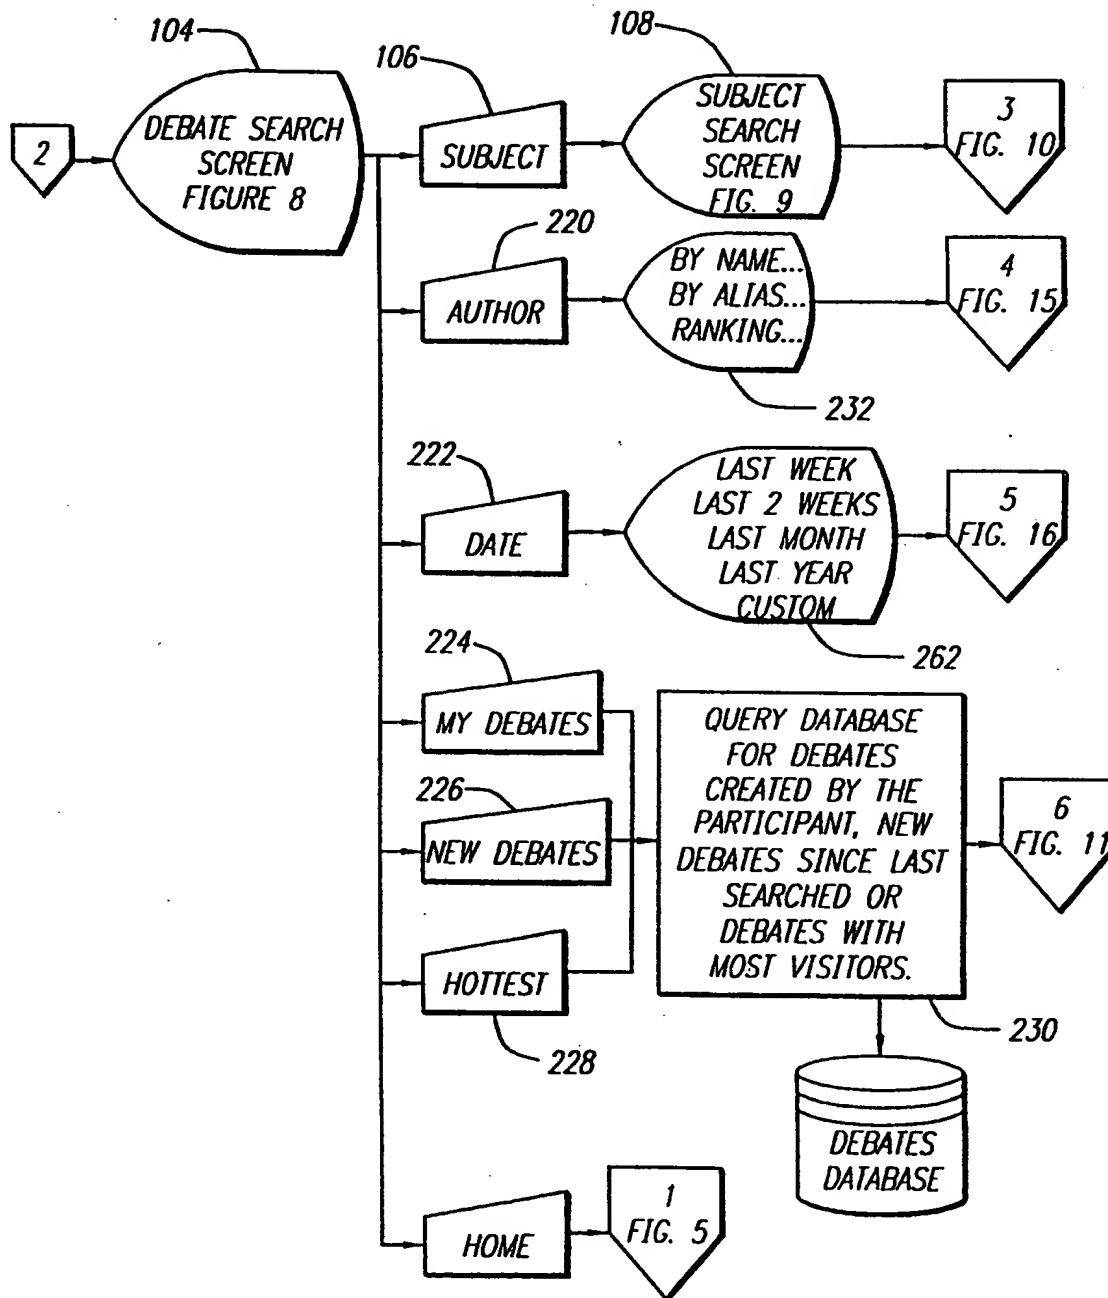 104
106
108
2
DEBATE SEARCH
SCREEN
FIGURE 8
SUBJECT
SUBJECT
SEARCH
SCREEN
FIG. 9
3
FIG. 10
220
AUTHOR
BY NAME...
BY ALIAS...
RANKING...
232
4
FIG. 15
222
DATE
LAST WEEK
LAST 2 WEEKS
LAST MONTH
LAST YEAR
CUSTOM
262
5
FIG. 16
224
MY DEBATES
226
NEW DEBATES
HOTTEST
228
QUERY DATABASE
FOR DEBATES
CREATED BY THE
PARTICIPANT, NEW
DEBATES SINCE LAST
SEARCHED OR
DEBATES WITH
MOST VISITORS.
230
6
FIG. 11
DEBATES
DATABASE
HOME
1
FIG. 5